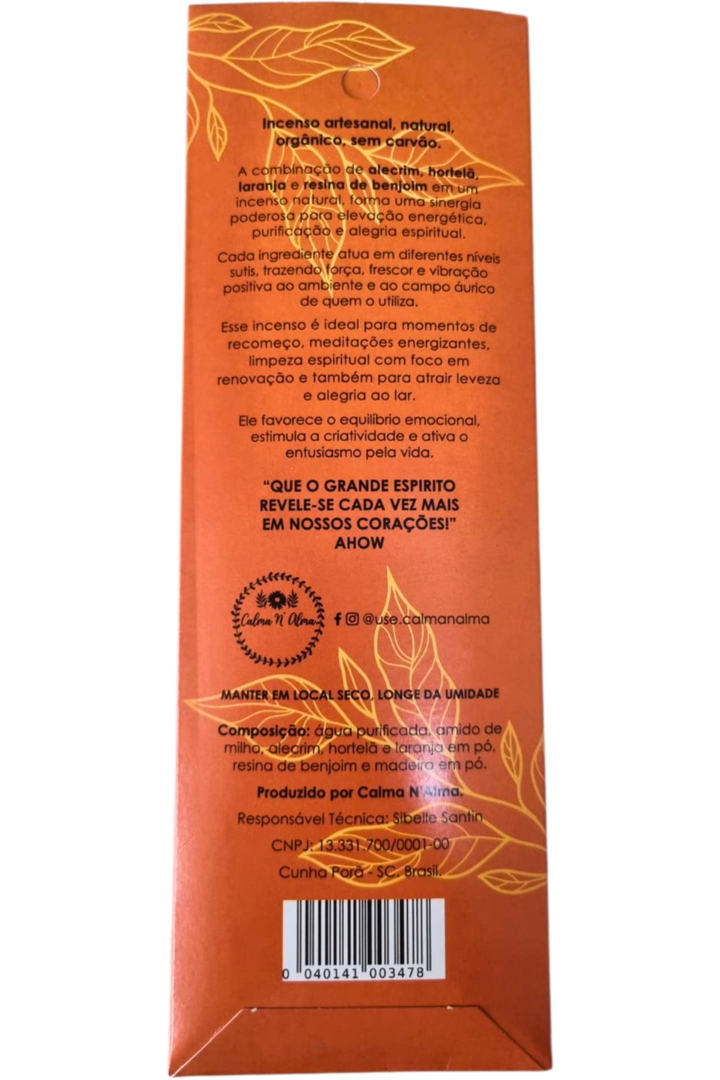 Incenso artesanal, natural,
orgânico, sem carvão.
A combinação de alecrim, hortelã,
laranja e resina de benjoim em um
incenso natural, forma uma sinergia
poderosa para elevação energética,
purificação e alegria espiritual.
Cada ingrediente atua em diferentes níveis
sutis, trazendo força, frescor e vibração
positiva ao ambiente e ao campo áurico
de quem o utiliza.
Esse incenso é ideal para momentos de
recomeço, meditações energizantes,
limpeza espiritual com foco em
renovação e também para atrair leveza
e alegria ao lar.
Ele favorece o equilíbrio emocional,
estimula a criatividade e ativa o
entusiasmo pela vida.
“QUE O GRANDE ESPIRITO
REVELE-SE CADA VEZ MAIS
EM NOSSOS CORAÇÕES!”
AHOW
Calma N' Alma
@use.calmanalma
MANTER EM LOCAL SECO, LONGE DA UMIDADE
Composição: água purificada, amido de
milho, alecrim, hortelã e laranja em pó,
resina de benjoim e madeira em pó.
Produzido por Calma N'Alma.
Responsável Técnica: Sibelle Santin
CNPJ: 13.331.700/0001-00
Cunha Porã - SC. Brasil.
0 040141 003478